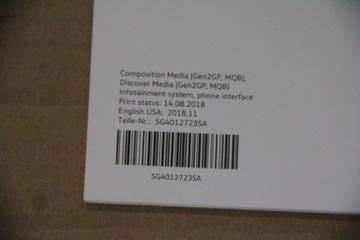 Composition Media (Gen2GP, MQB),
Discover Media (Gen2GP, MQB)
Infotainment system, phone interface
Print status: 14.08.2018
English USA: 2018.11
Teile-Nr.: 5G4012723SA
5G4012723SA